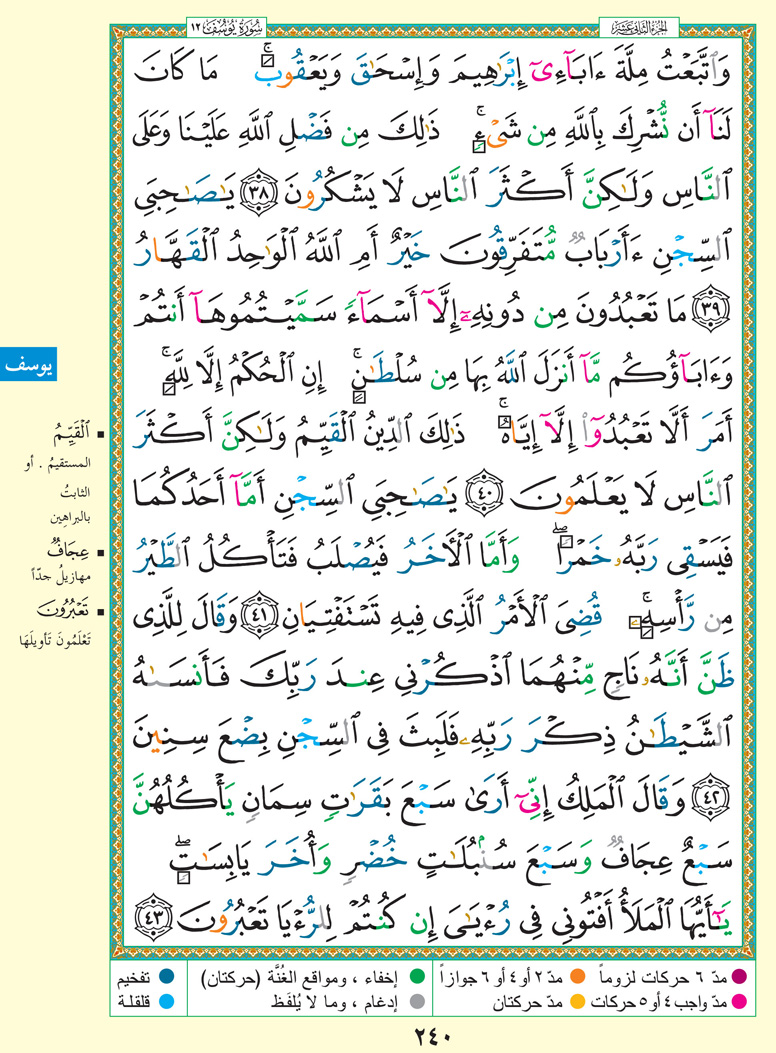 الجزء الثاني عشر
سُورَةُ يُوسُف ١٢
وَٱتَّبَعْتُ مِلَّةَ ءَابَآءِىٓ إِبْرَٰهِيمَ وَإِسْحَٰقَ وَيَعْقُوبَ ۚ مَا كَانَ
لَنَآ أَن نُّشْرِكَ بِٱللَّهِ مِن شَىْءٍ ۚ ذَٰلِكَ مِن فَضْلِ ٱللَّهِ عَلَيْنَا وَعَلَى
ٱلنَّاسِ وَلَٰكِنَّ أَكْثَرَ ٱلنَّاسِ لَا يَشْكُرُونَ ﴿٣٨﴾ يَٰصَٰحِبَىِ
ٱلسِّجْنِ ءَأَرْبَابٌ مُّتَفَرِّقُونَ خَيْرٌ أَمِ ٱللَّهُ ٱلْوَٰحِدُ ٱلْقَهَّارُ
﴿٣٩﴾ مَا تَعْبُدُونَ مِن دُونِهِۦٓ إِلَّآ أَسْمَآءً سَمَّيْتُمُوهَآ أَنتُمْ
وَءَابَآؤُكُم مَّآ أَنزَلَ ٱللَّهُ بِهَا مِن سُلْطَٰنٍ ۚ إِنِ ٱلْحُكْمُ إِلَّا لِلَّهِ ۚ
أَمَرَ أَلَّا تَعْبُدُوٓا۟ إِلَّآ إِيَّاهُ ۚ ذَٰلِكَ ٱلدِّينُ ٱلْقَيِّمُ وَلَٰكِنَّ أَكْثَرَ
ٱلنَّاسِ لَا يَعْلَمُونَ ﴿٤٠﴾ يَٰصَٰحِبَىِ ٱلسِّجْنِ أَمَّآ أَحَدُكُمَا
فَيَسْقِى رَبَّهُۥ خَمْرًا ۖ وَأَمَّا ٱلْءَاخَرُ فَيُصْلَبُ فَتَأْكُلُ ٱلطَّيْرُ
مِن رَّأْسِهِۦ ۚ قُضِىَ ٱلْأَمْرُ ٱلَّذِى فِيهِ تَسْتَفْتِيَانِ ﴿٤١﴾ وَقَالَ لِلَّذِى
ظَنَّ أَنَّهُۥ نَاجٍ مِّنْهُمَا ٱذْكُرْنِى عِندَ رَبِّكَ فَأَنسَىٰهُ
ٱلشَّيْطَٰنُ ذِكْرَ رَبِّهِۦ فَلَبِثَ فِى ٱلسِّجْنِ بِضْعَ سِنِينَ
﴿٤٢﴾ وَقَالَ ٱلْمَلِكُ إِنِّىٓ أَرَىٰ سَبْعَ بَقَرَٰتٍ سِمَانٍ يَأْكُلُهُنَّ
سَبْعٌ عِجَافٌ وَسَبْعَ سُنۢبُلَٰتٍ خُضْرٍ وَأُخَرَ يَابِسَٰتٍ ۖ
يَٰٓأَيُّهَا ٱلْمَلَأُ أَفْتُونِى فِى رُءْيَٰىَ إِن كُنتُمْ لِلرُّءْيَا تَعْبُرُونَ ﴿٤٣﴾
يوسف
▪ ٱلْقَيِّمُ
المستقيمُ . أو
الثابتُ
بالبراهين
▪ عِجَافٌ
مهازيلُ جدّاً
▪ تَعْبُرُونَ
تَعْلَمُونَ تَأويلَهَا
● مدّ ٦ حركات لزوماً ● مدّ ٢ أو ٤ أو ٦ جوازاً ● إخفاء ، ومواقع الغُنَّة (حركتان) ● تفخيم
● مدّ واجب ٤ أو ٥ حركات ● مدّ حركتان ● إدغام ، وما لا يُلفَظ ● قلقلة
٢٤٠